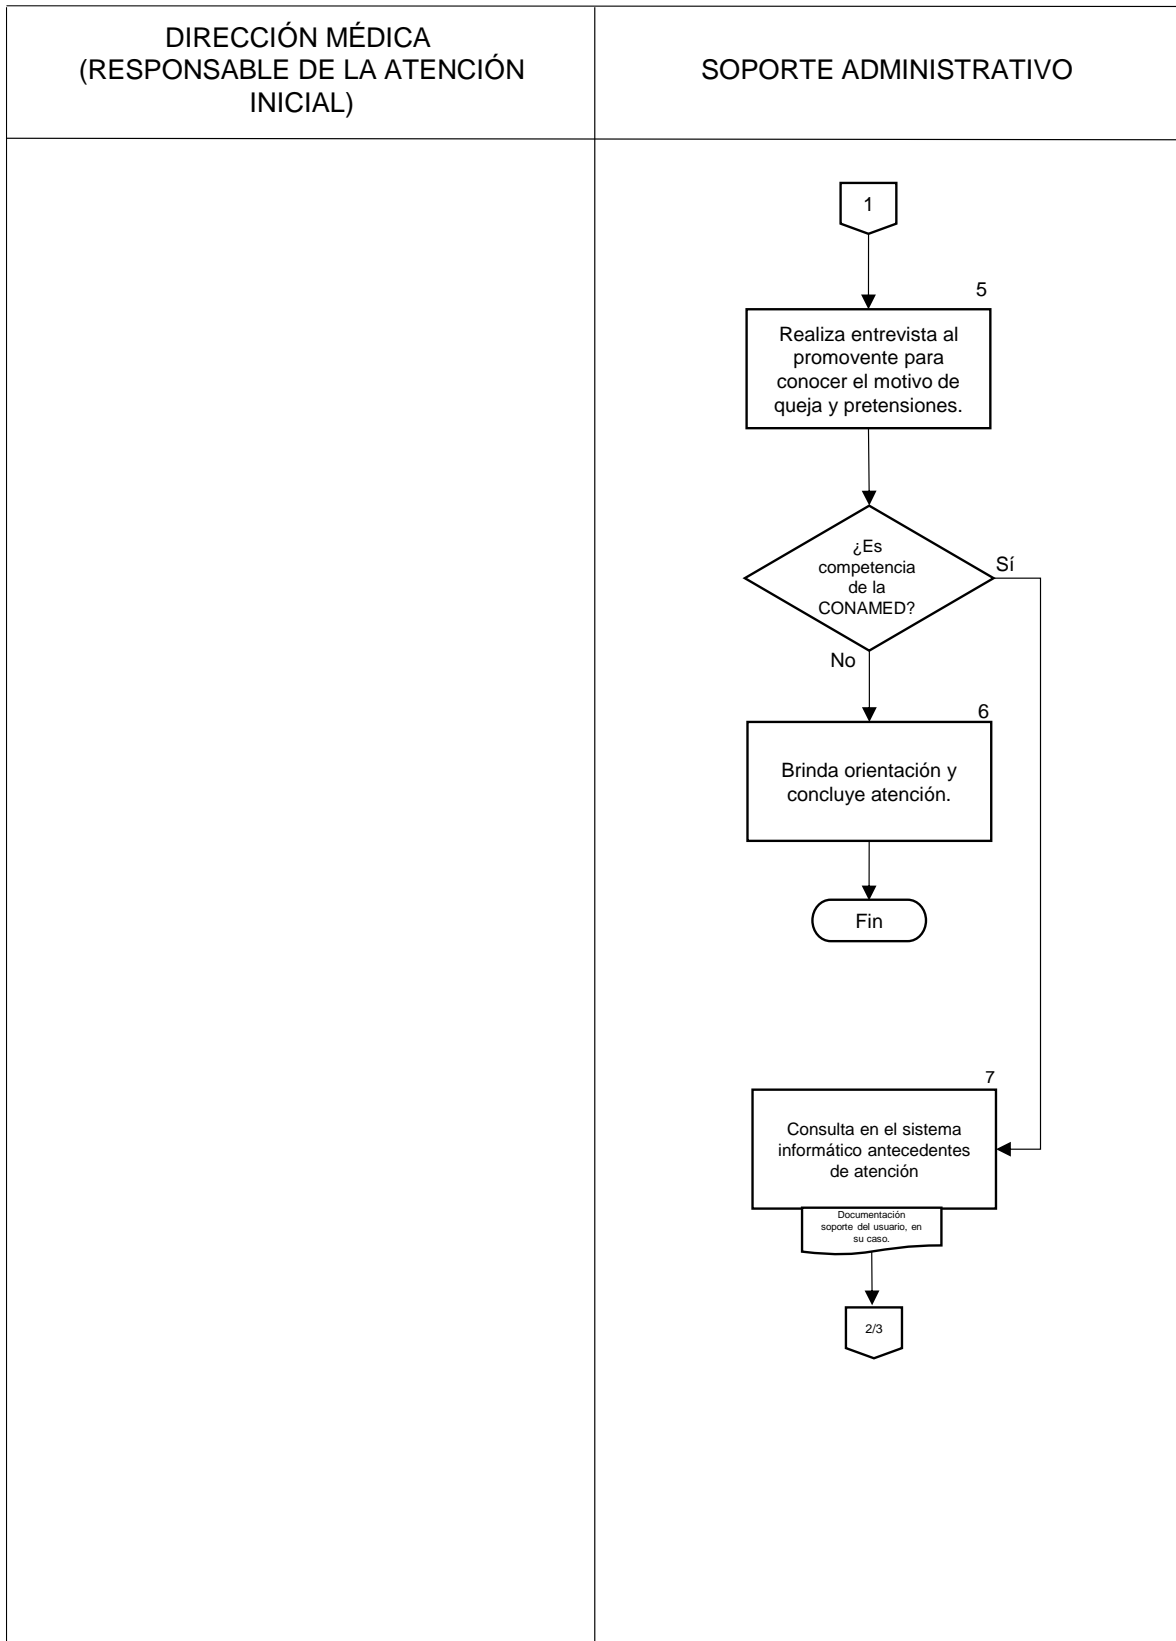 DIRECCIÓN MÉDICA
(RESPONSABLE DE LA ATENCIÓN
INICIAL)
SOPORTE ADMINISTRATIVO
1
5
Realiza entrevista al
promovente para
conocer el motivo de
queja y pretensiones.
¿Es
competencia
de la
CONAMED?
Sí
No
6
Brinda orientación y
concluye atención.
Fin
7
Consulta en el sistema
informático antecedentes
de atención
Documentación
soporte del usuario, en
su caso.
2/3